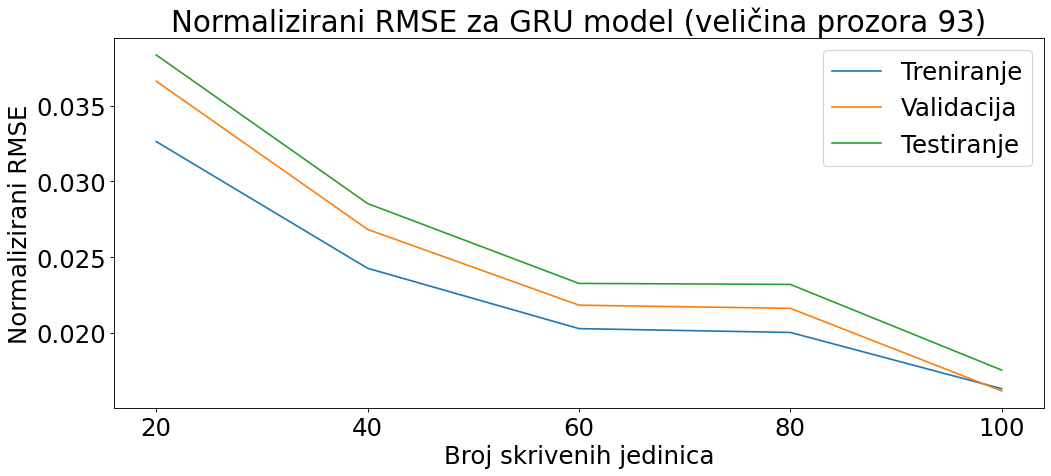 Normalizirani RMSE za GRU model (veličina prozora 93)
Treniranje
Validacija
Testiranje
Normalizirani RMSE
0.035
0.030
0.025
0.020
20 40 60 80 100
Broj skrivenih jedinica